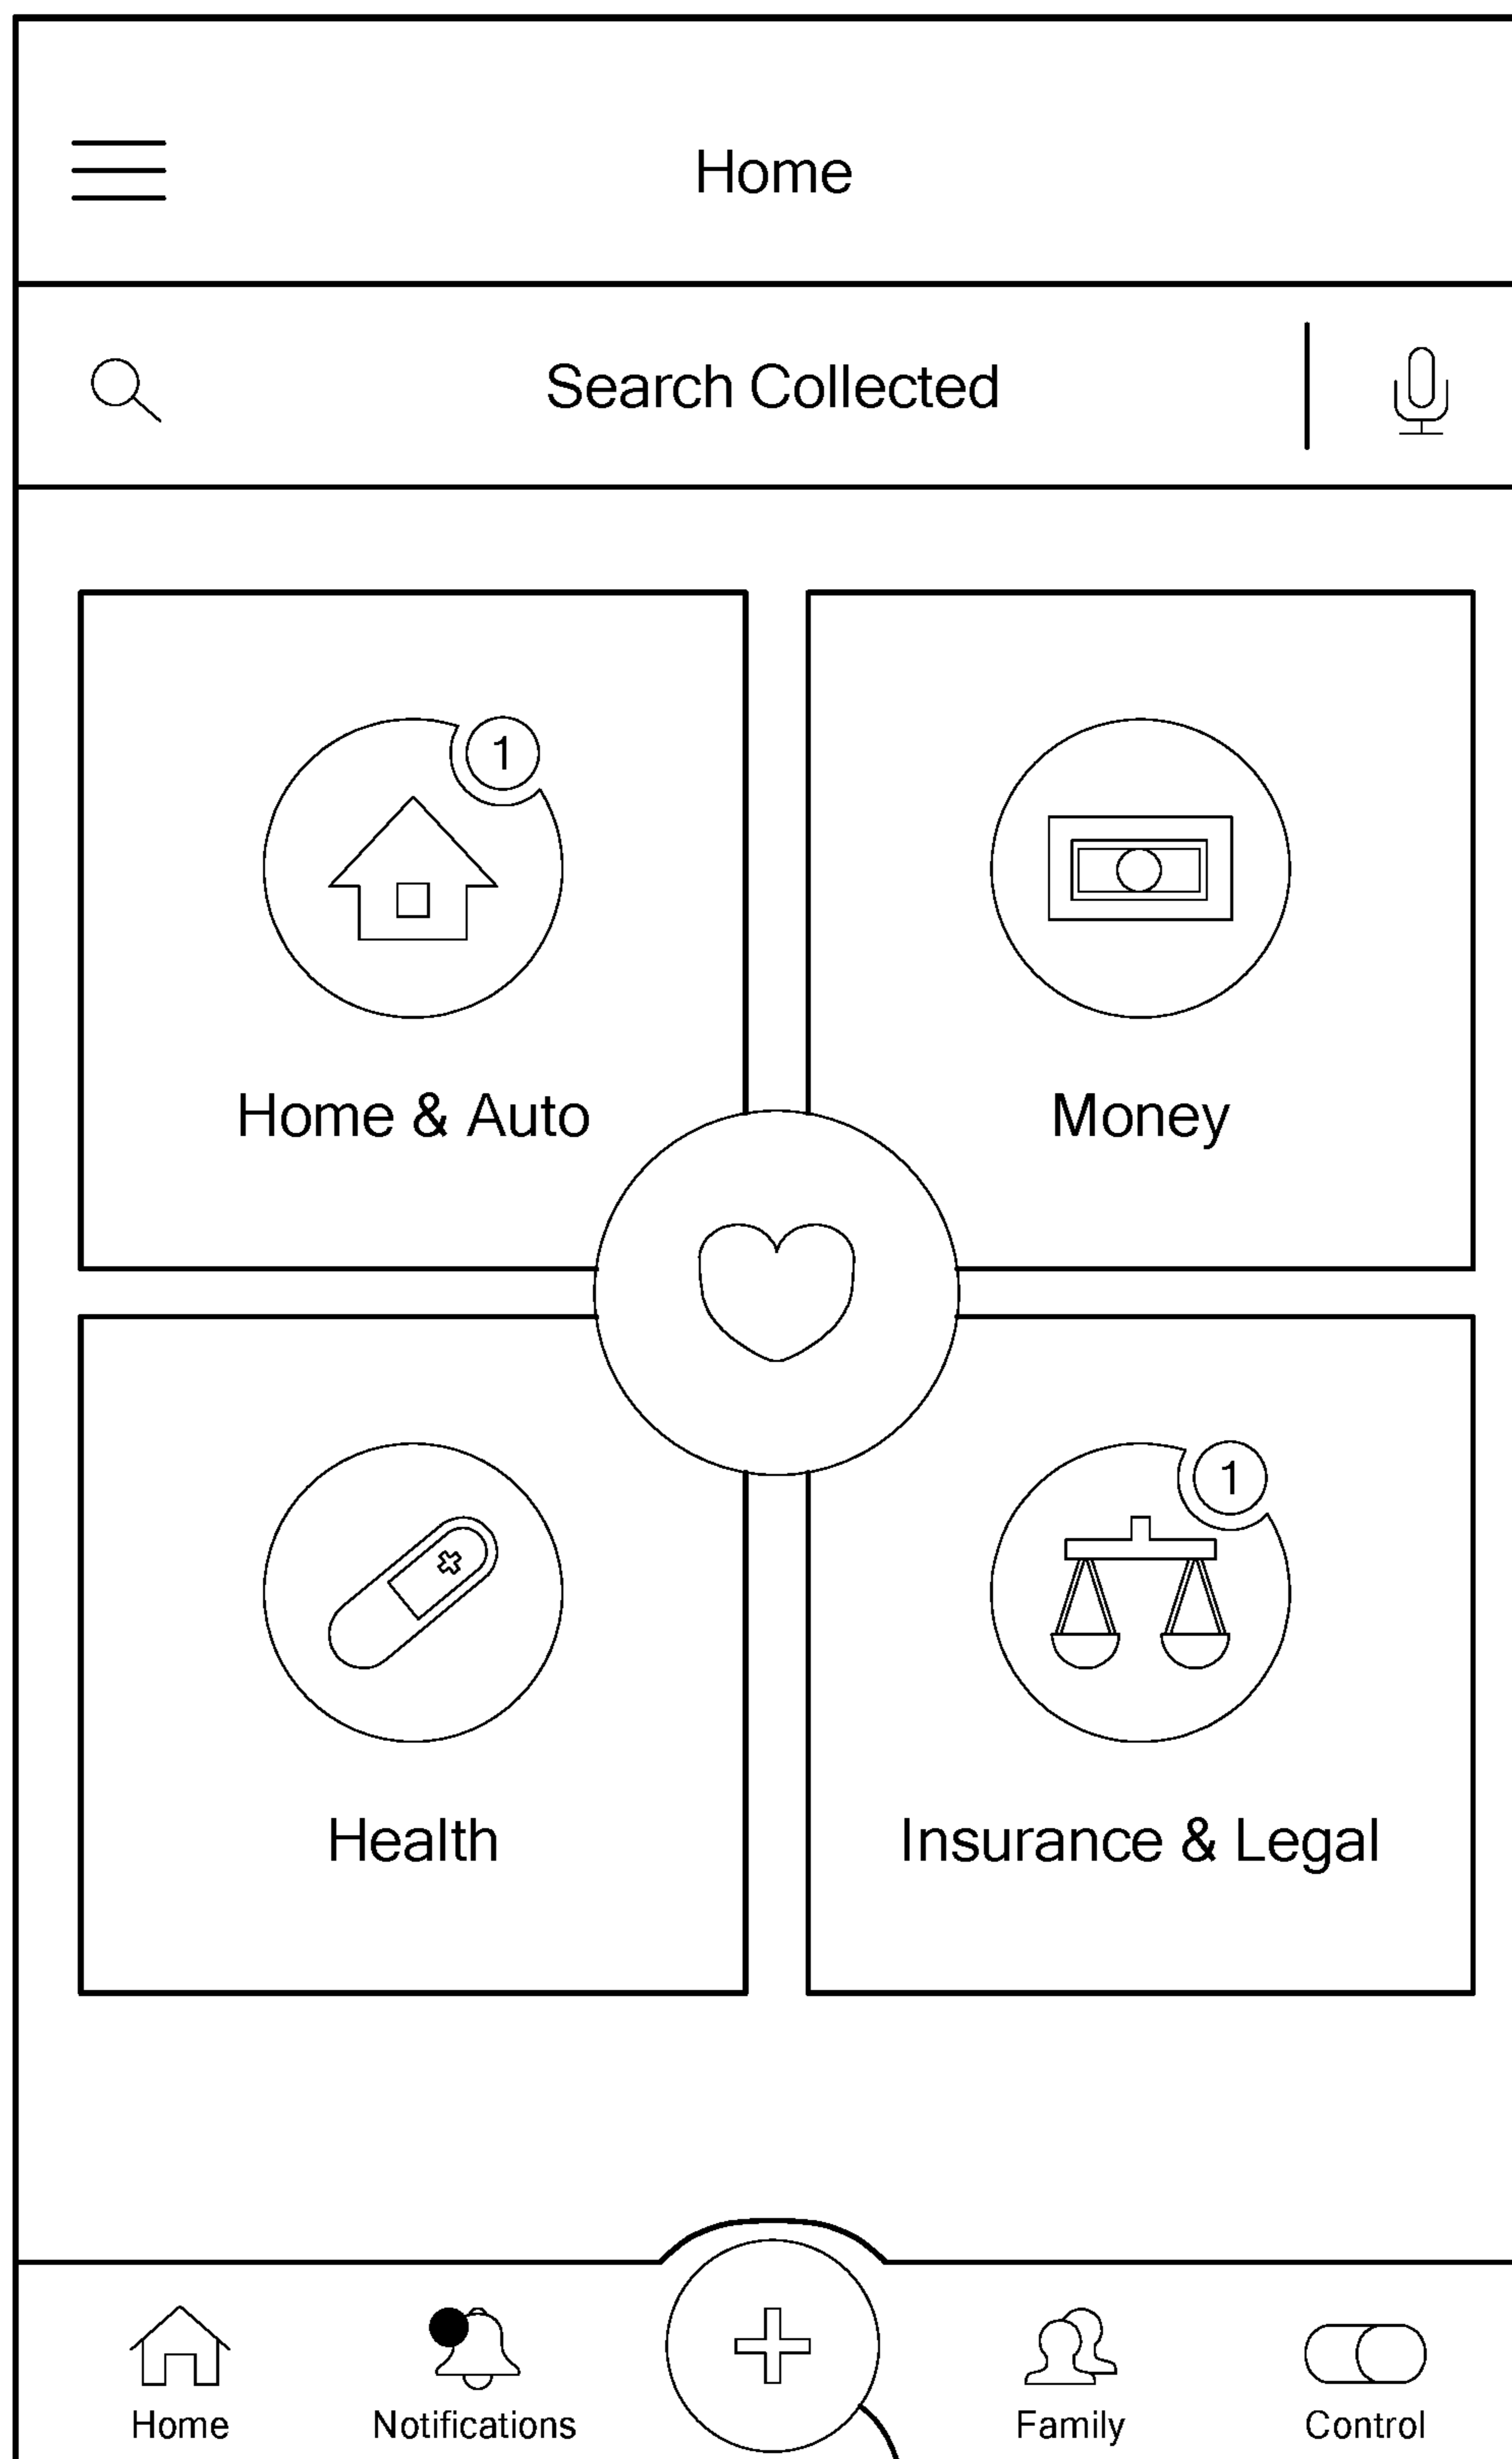 Home
Search Collected
1
Home & Auto
Money
1
Health
Insurance & Legal
Home
Notifications
Family
Control